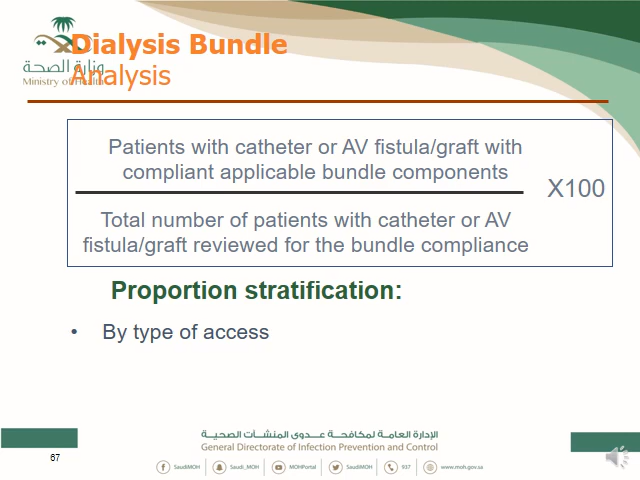 Dialysis Bundle
وزارة الصحة
Ministry of Health
Analysis
Patients with catheter or AV fistula/graft with
compliant applicable bundle components
X100
Total number of patients with catheter or AV
fistula/graft reviewed for the bundle compliance
Proportion stratification:
• By type of access
الإدارة العامة لمكافحة عدوى المنشآت الصحية
General Directorate of Infection Prevention and Control
67
SaudiMOH Saudi_MOH MOHPortal SaudiMOH 937 www.moh.gov.sa